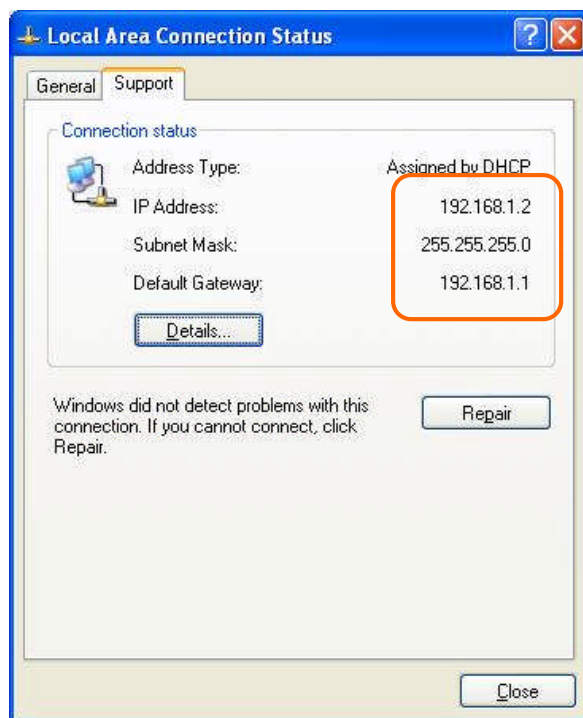 Local Area Connection Status
General Support
Connection status
Address Type: Assigned by DHCP
IP Address: 192.168.1.2
Subnet Mask: 255.255.255.0
Default Gateway: 192.168.1.1
Details...
Windows did not detect problems with this
connection. If you cannot connect, click
Repair.
Repair
Close